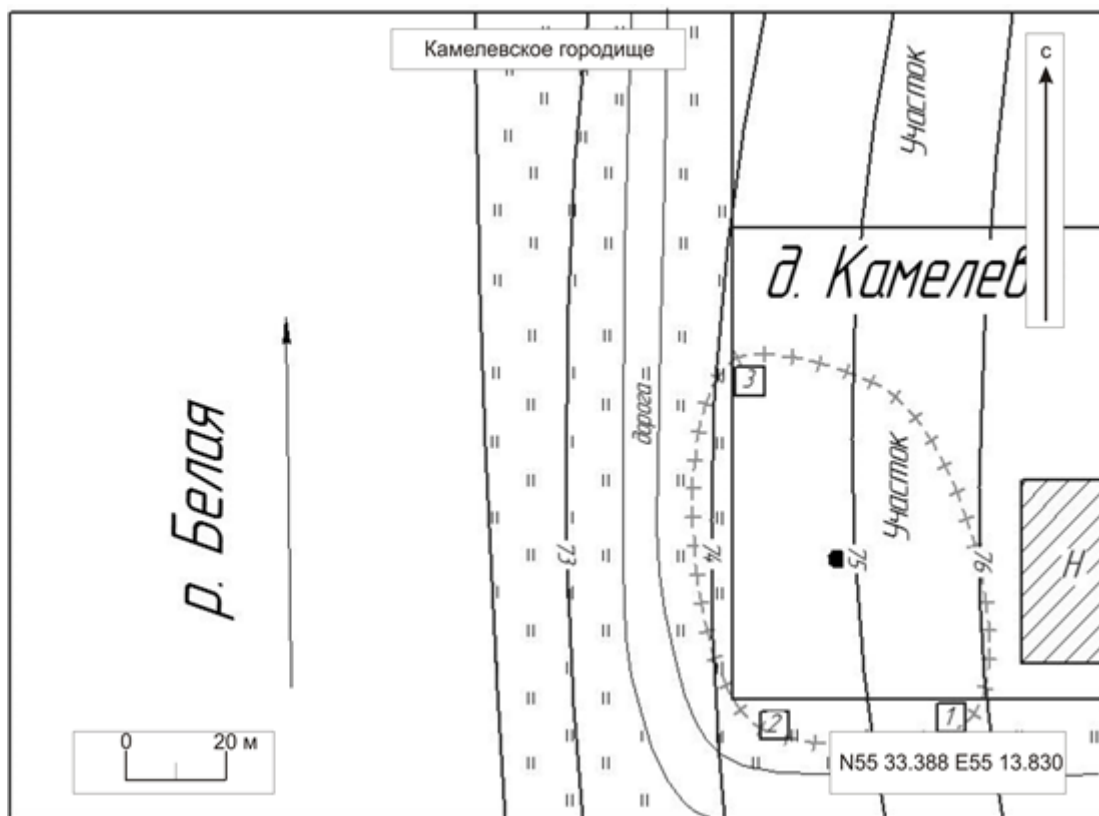 Камелевское городище
с
Участок
д. Камелев
3
дорога
р. Белая
Участок
73
74
75
76
Н
2
1
0 20 м
N55 33.388 E55 13.830